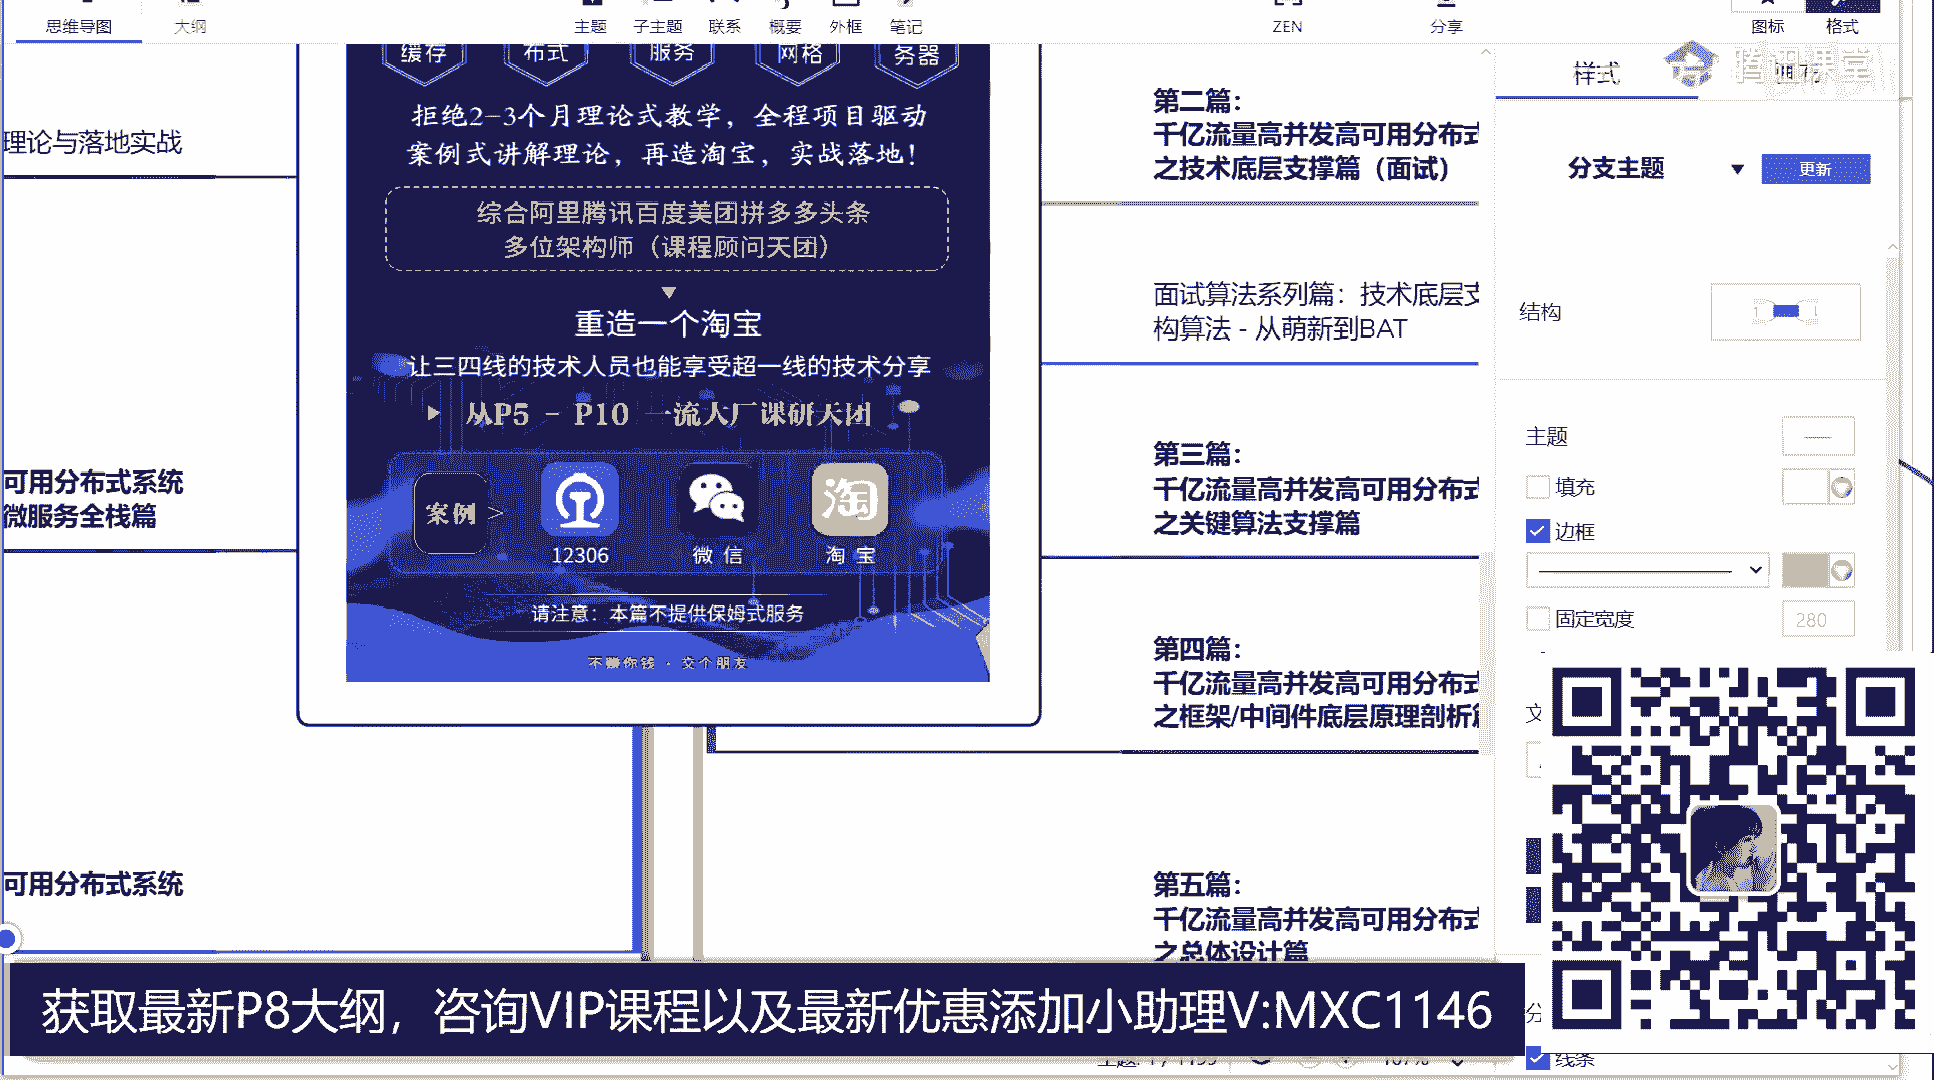 思维导图
大纲
主题
子主题
联系
概要
外框
笔记
ZEN
分享
图标
格式
缓存
布式
服务
网格
务器
拒绝2-3个月理论式教学，全程项目驱动
案例式讲解理论，再造淘宝，实战落地！
综合阿里腾讯百度美团拼多多头条
多位架构师（课程顾问天团）
重造一个淘宝
让三四线的技术人员也能享受超一线的技术分享
从P5 - P10 一流大厂课研天团
案例 >
12306
微 信
淘
淘 宝
请注意：本篇不提供保姆式服务
不赚你钱 · 交个朋友
理论与落地实战
可用分布式系统
微服务全栈篇
可用分布式系统
第二篇：
千亿流量高并发高可用分布式
之技术底层支撑篇（面试）
面试算法系列篇：技术底层支
构算法 - 从萌新到BAT
第三篇：
千亿流量高并发高可用分布式
之关键算法支撑篇
第四篇：
千亿流量高并发高可用分布式
之框架/中间件底层原理剖析篇
第五篇：
千亿流量高并发高可用分布式
之总体设计篇
样式
腾讯课堂
分支主题
更新
结构
主题
填充
边框
固定宽度
280
文
分
线条
获取最新P8大纲，咨询VIP课程以及最新优惠添加小助理V:MXC1146